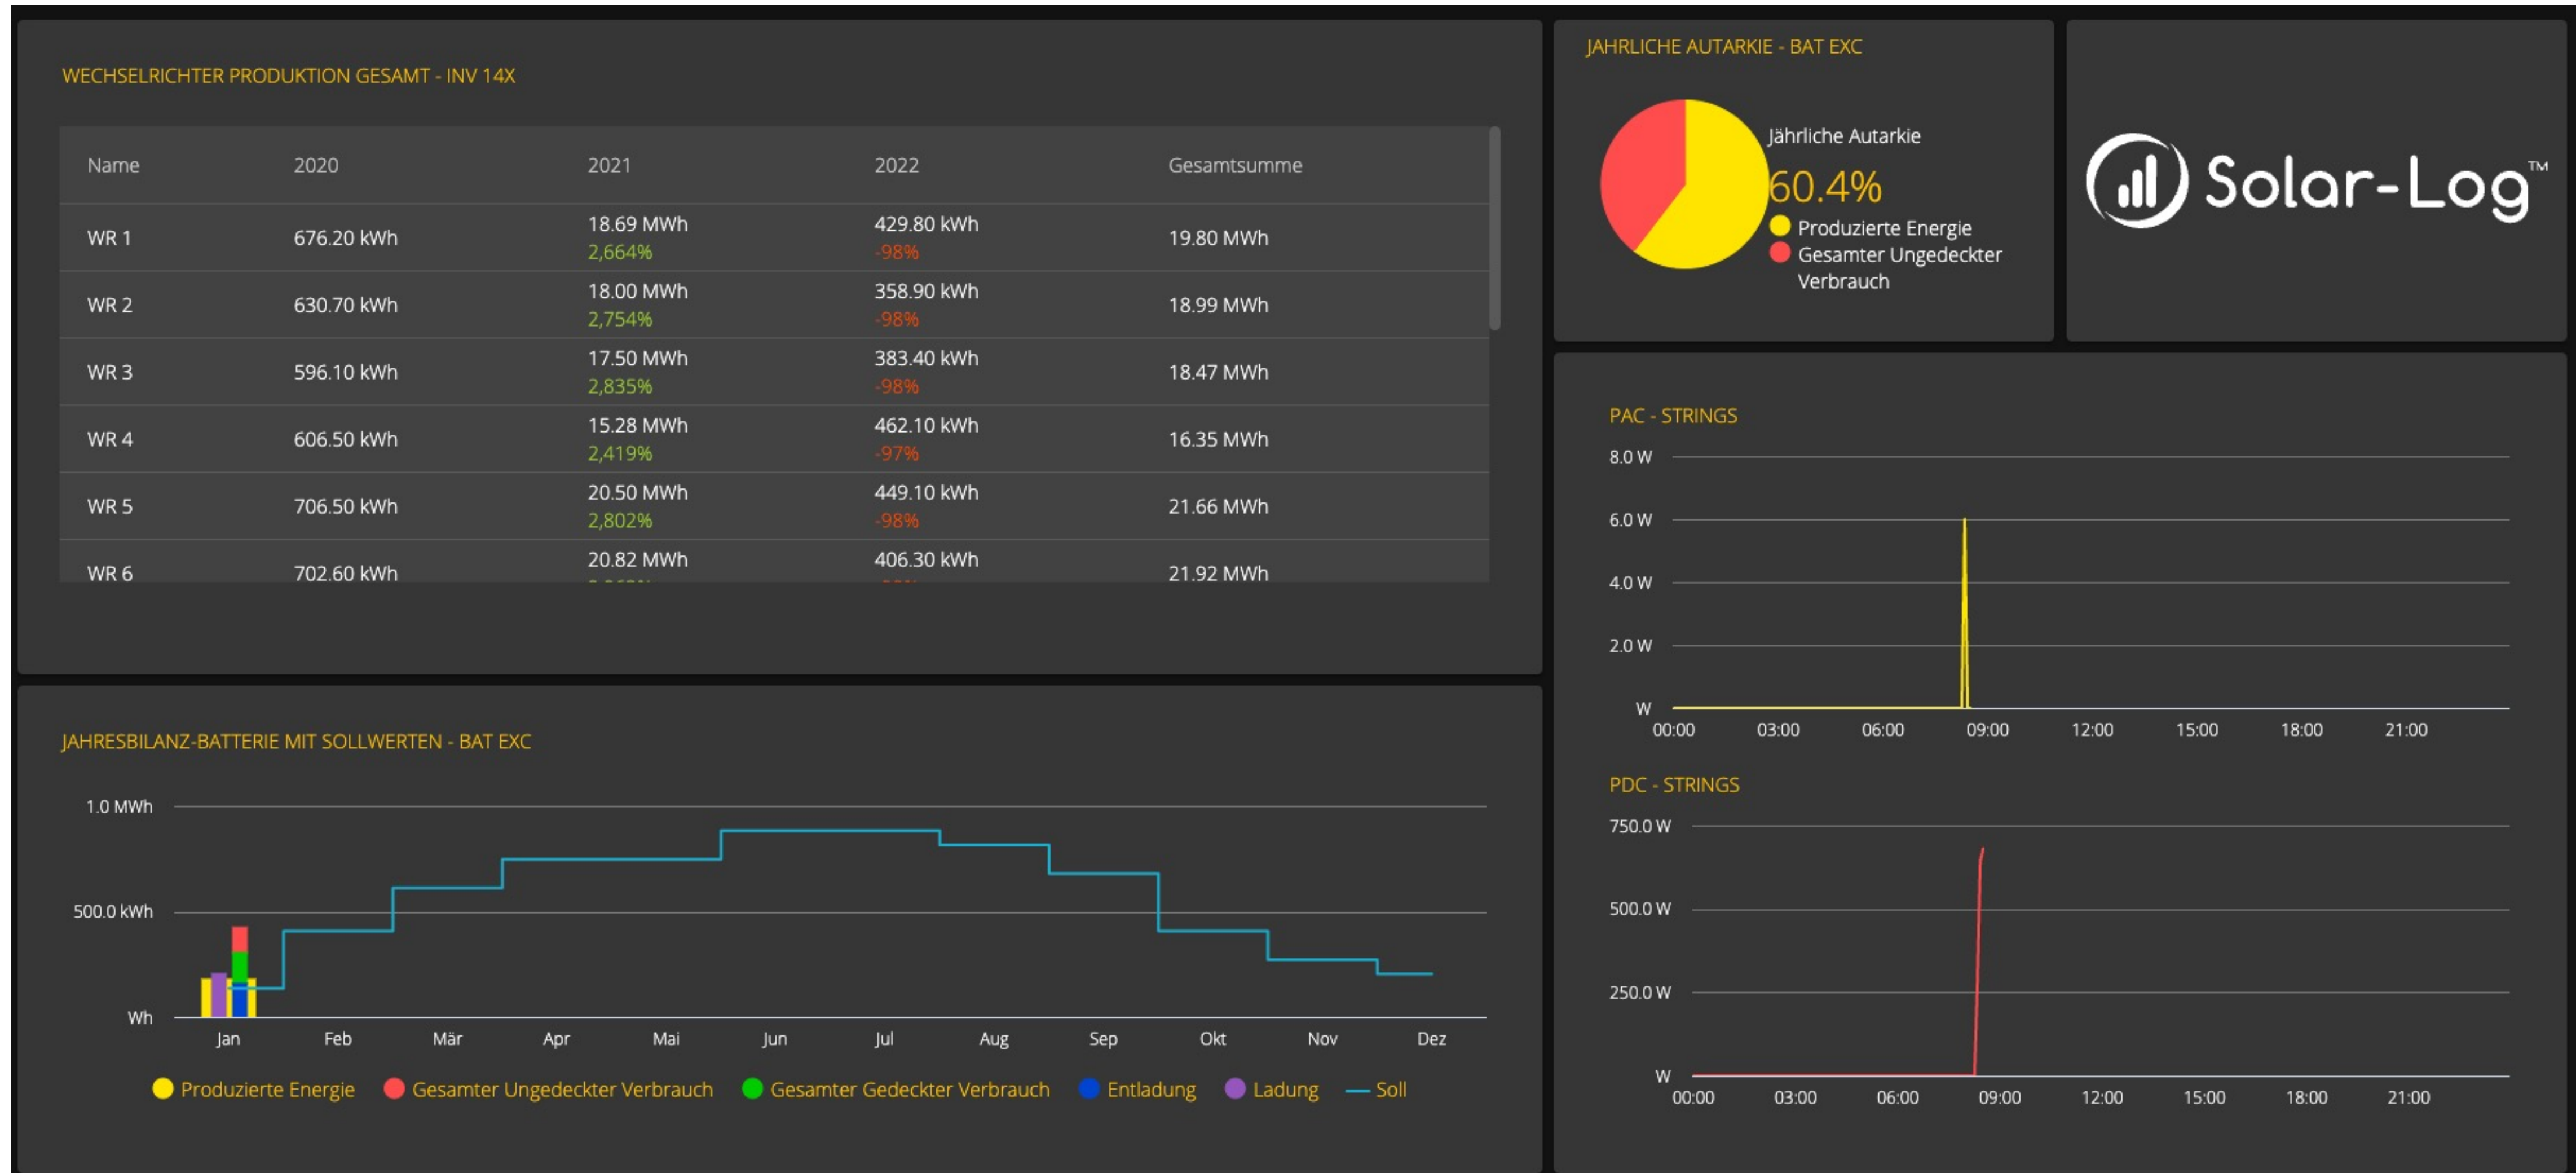 WECHSELRICHTER PRODUKTION GESAMT - INV 14X
Name 2020 2021 2022 Gesamtsumme
WR 1 676.20 kWh 18.69 MWh 429.80 kWh 19.80 MWh
2,664% -98%
WR 2 630.70 kWh 18.00 MWh 358.90 kWh 18.99 MWh
2,754% -98%
WR 3 596.10 kWh 17.50 MWh 383.40 kWh 18.47 MWh
2,835% -98%
WR 4 606.50 kWh 15.28 MWh 462.10 kWh 16.35 MWh
2,419% -97%
WR 5 706.50 kWh 20.50 MWh 449.10 kWh 21.66 MWh
2,802% -98%
WR 6 702.60 kWh 20.82 MWh 406.30 kWh 21.92 MWh
JAHRLICHE AUTARKIE - BAT EXC
Jährliche Autarkie
60.4%
Produzierte Energie
Gesamter Ungedeckter
Verbrauch
Solar-Log™
JAHRESBILANZ-BATTERIE MIT SOLLWERTEN - BAT EXC
1.0 MWh
500.0 kWh
Wh
Jan Feb Mär Apr Mai Jun Jul Aug Sep Okt Nov Dez
Produzierte Energie Gesamter Ungedeckter Verbrauch Gesamter Gedeckter Verbrauch Entladung Ladung Soll
PAC - STRINGS
8.0 W
6.0 W
4.0 W
2.0 W
W
00:00 03:00 06:00 09:00 12:00 15:00 18:00 21:00
PDC - STRINGS
750.0 W
500.0 W
250.0 W
W
00:00 03:00 06:00 09:00 12:00 15:00 18:00 21:00